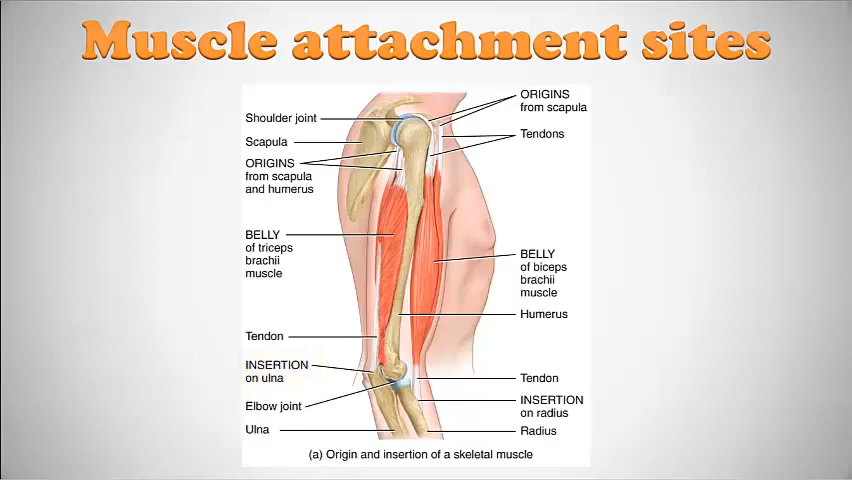 Muscle attachment sites
Shoulder joint
Scapula
ORIGINS
from scapula
and humerus
BELLY
of triceps
brachii
muscle
Tendon
INSERTION
on ulna
Elbow joint
Ulna
ORIGINS
from scapula
Tendons
BELLY
of biceps
brachii
muscle
Humerus
Tendon
INSERTION
on radius
Radius
(a) Origin and insertion of a skeletal muscle